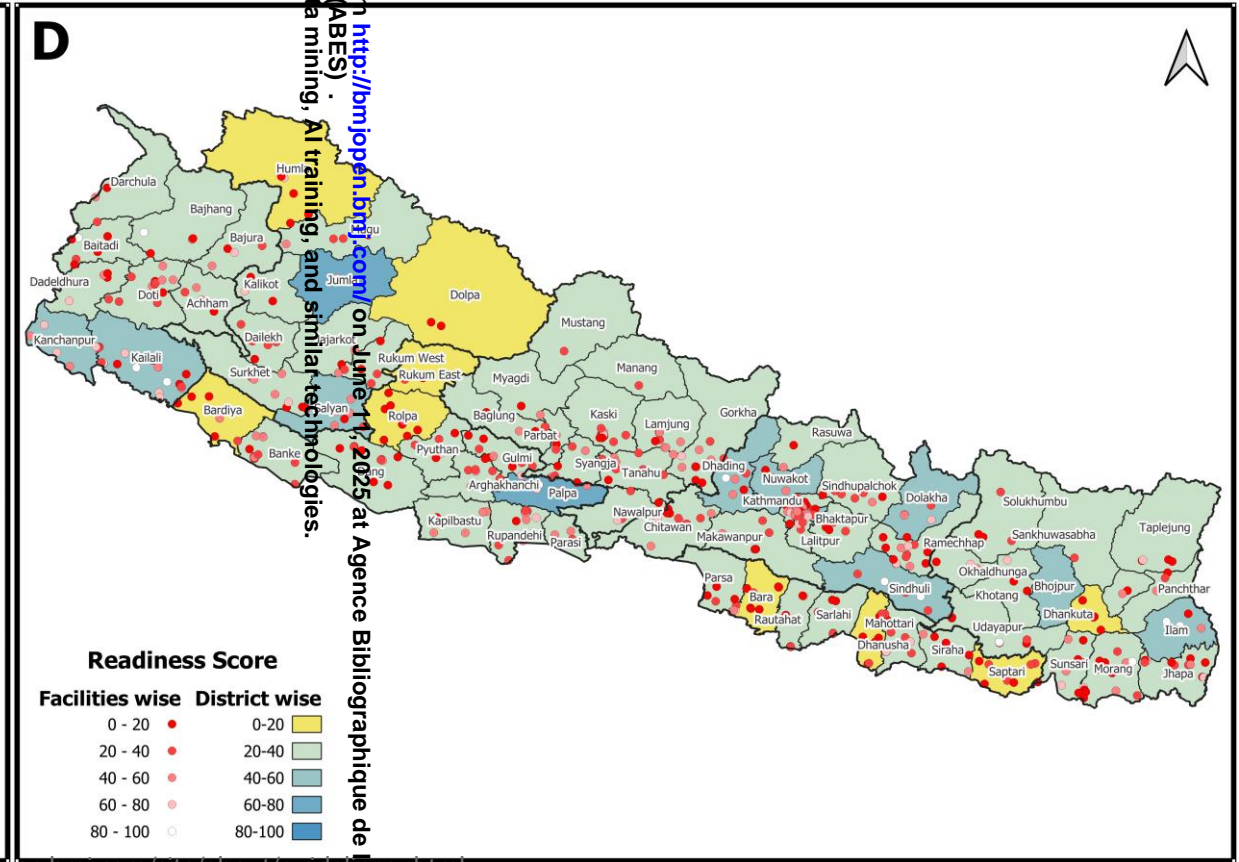 D
m http://bmjopen.bmj.com/ on June 11, 2025 at Agence Bibliographique de
(ABES) .
a mining, AI training, and similar technologies.
Darchula
Humla
Bajhang
Mugu
Bajura
Baitadi
Jumla
Dadeldhura
Doti
Kalikot
Achham
Dolpa
Mustang
Kanchanpur
Kailali
Dailekh
Jajarkot
Rukum West
Rukum East
Surkhet
Manang
Myagdi
Bardiya
Salyan
Rolpa
Baglung
Kaski
Lamjung
Gorkha
Parbat
Rasuwa
Banke
Pyuthan
Gulmi
Syangja
Tanahu
Dhading
Nuwakot
Sindhupalchok
Arghakhanchi
Palpa
Kathmandu
Dolakha
Solukhumbu
Kapilbastu
Nawalpur
Chitawan
Bhaktapur
Sankhuwasabha
Taplejung
Rupandehi
Parasi
Makawanpur
Lalitpur
Ramechhap
Okhaldhunga
Parsa
Sindhuli
Bhojpur
Panchthar
Bara
Khotang
Rautahat
Sarlahi
Mahottari
Udayapur
Dhankuta
Ilam
Dhanusha
Siraha
Saptari
Sunsari
Morang
Jhapa
Readiness Score
Facilities wise District wise
0 - 20 0-20
20 - 40 20-40
40 - 60 40-60
60 - 80 60-80
80 - 100 80-100